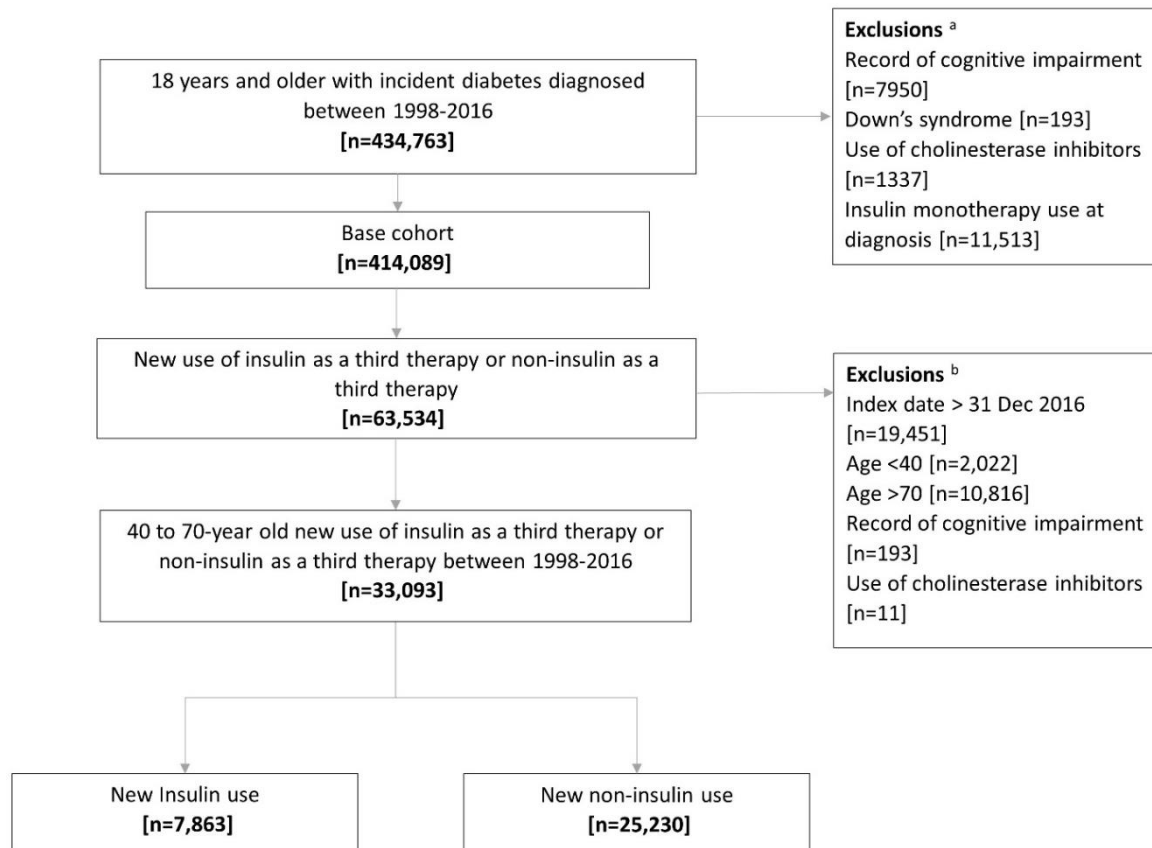 18 years and older with incident diabetes diagnosed
between 1998-2016
[n=434,763]
Exclusions a
Record of cognitive impairment
[n=7950]
Down's syndrome [n=193]
Use of cholinesterase inhibitors
[n=1337]
Insulin monotherapy use at
diagnosis [n=11,513]
Base cohort
[n=414,089]
New use of insulin as a third therapy or non-insulin as a
third therapy
[n=63,534]
Exclusions b
Index date > 31 Dec 2016
[n=19,451]
Age <40 [n=2,022]
Age >70 [n=10,816]
Record of cognitive impairment
[n=193]
Use of cholinesterase inhibitors
[n=11]
40 to 70-year old new use of insulin as a third therapy or
non-insulin as a third therapy between 1998-2016
[n=33,093]
New Insulin use
[n=7,863]
New non-insulin use
[n=25,230]